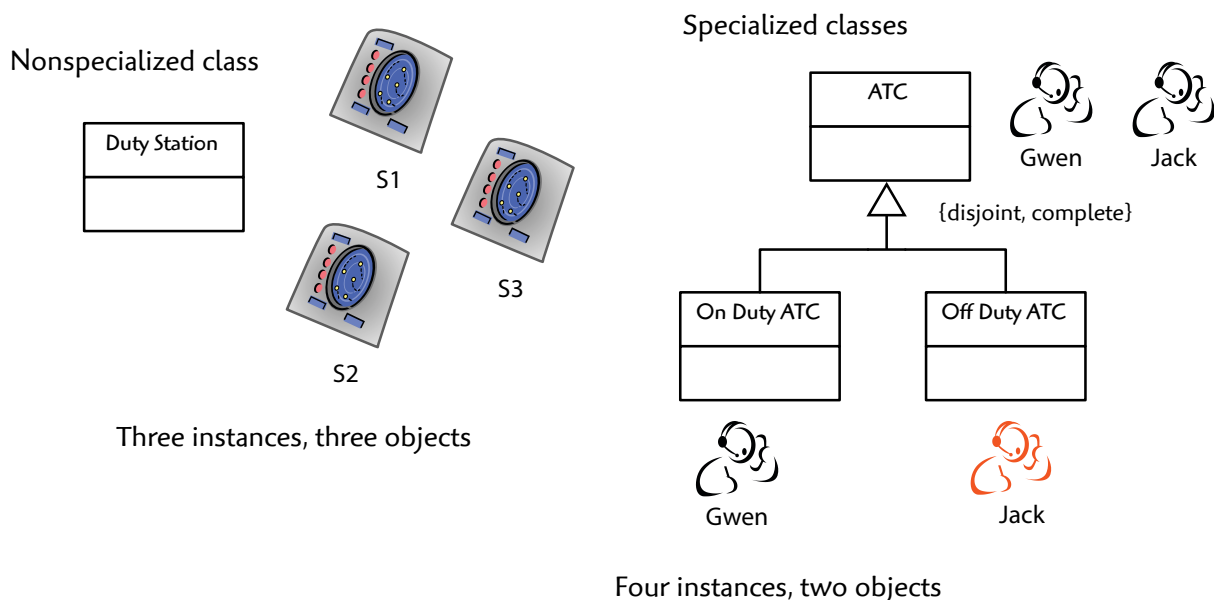 Nonspecialized class
Duty Station
S1
S3
S2
Three instances, three objects
Specialized classes
ATC
Gwen
Jack
{disjoint, complete}
On Duty ATC
Off Duty ATC
Gwen
Jack
Four instances, two objects